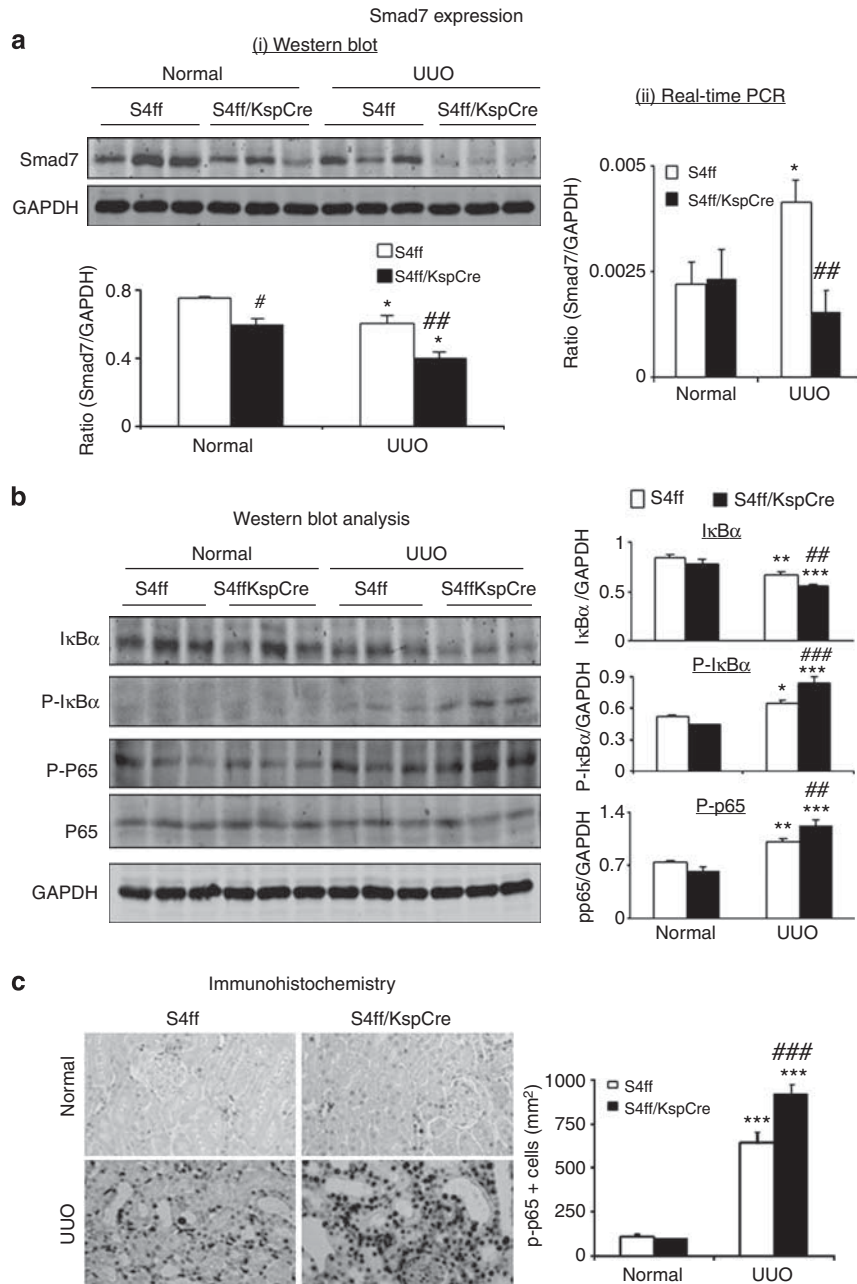 Smad7 expression
a
(i) Western blot
Normal UUO
S4ff S4ff/KspCre S4ff S4ff/KspCre
Smad7
GAPDH
Ratio (Smad7/GAPDH)
0.8
0.4
0
S4ff
S4ff/KspCre
#
*
##
*
Normal UUO
(ii) Real-time PCR
Ratio (Smad7/GAPDH)
0.005
0.0025
0
S4ff
S4ff/KspCre
*
##
Normal UUO
b
Western blot analysis
Normal UUO
S4ff S4ffKspCre S4ff S4ffKspCre
IκBα
P-IκBα
P-P65
P65
GAPDH
S4ff S4ff/KspCre
IκBα
IκBα/GAPDH
1
0.5
0
**
##
***
P-IκBα
P-IκBα/GAPDH
0.9
0.6
0.3
0
*
###
***
P-p65
pp65/GAPDH
1.4
0.7
0
**
##
***
Normal UUO
c
Immunohistochemistry
S4ff S4ff/KspCre
Normal
UUO
p-p65 + cells (mm²)
1000
750
500
250
0
S4ff
S4ff/KspCre
***
###
***
Normal UUO